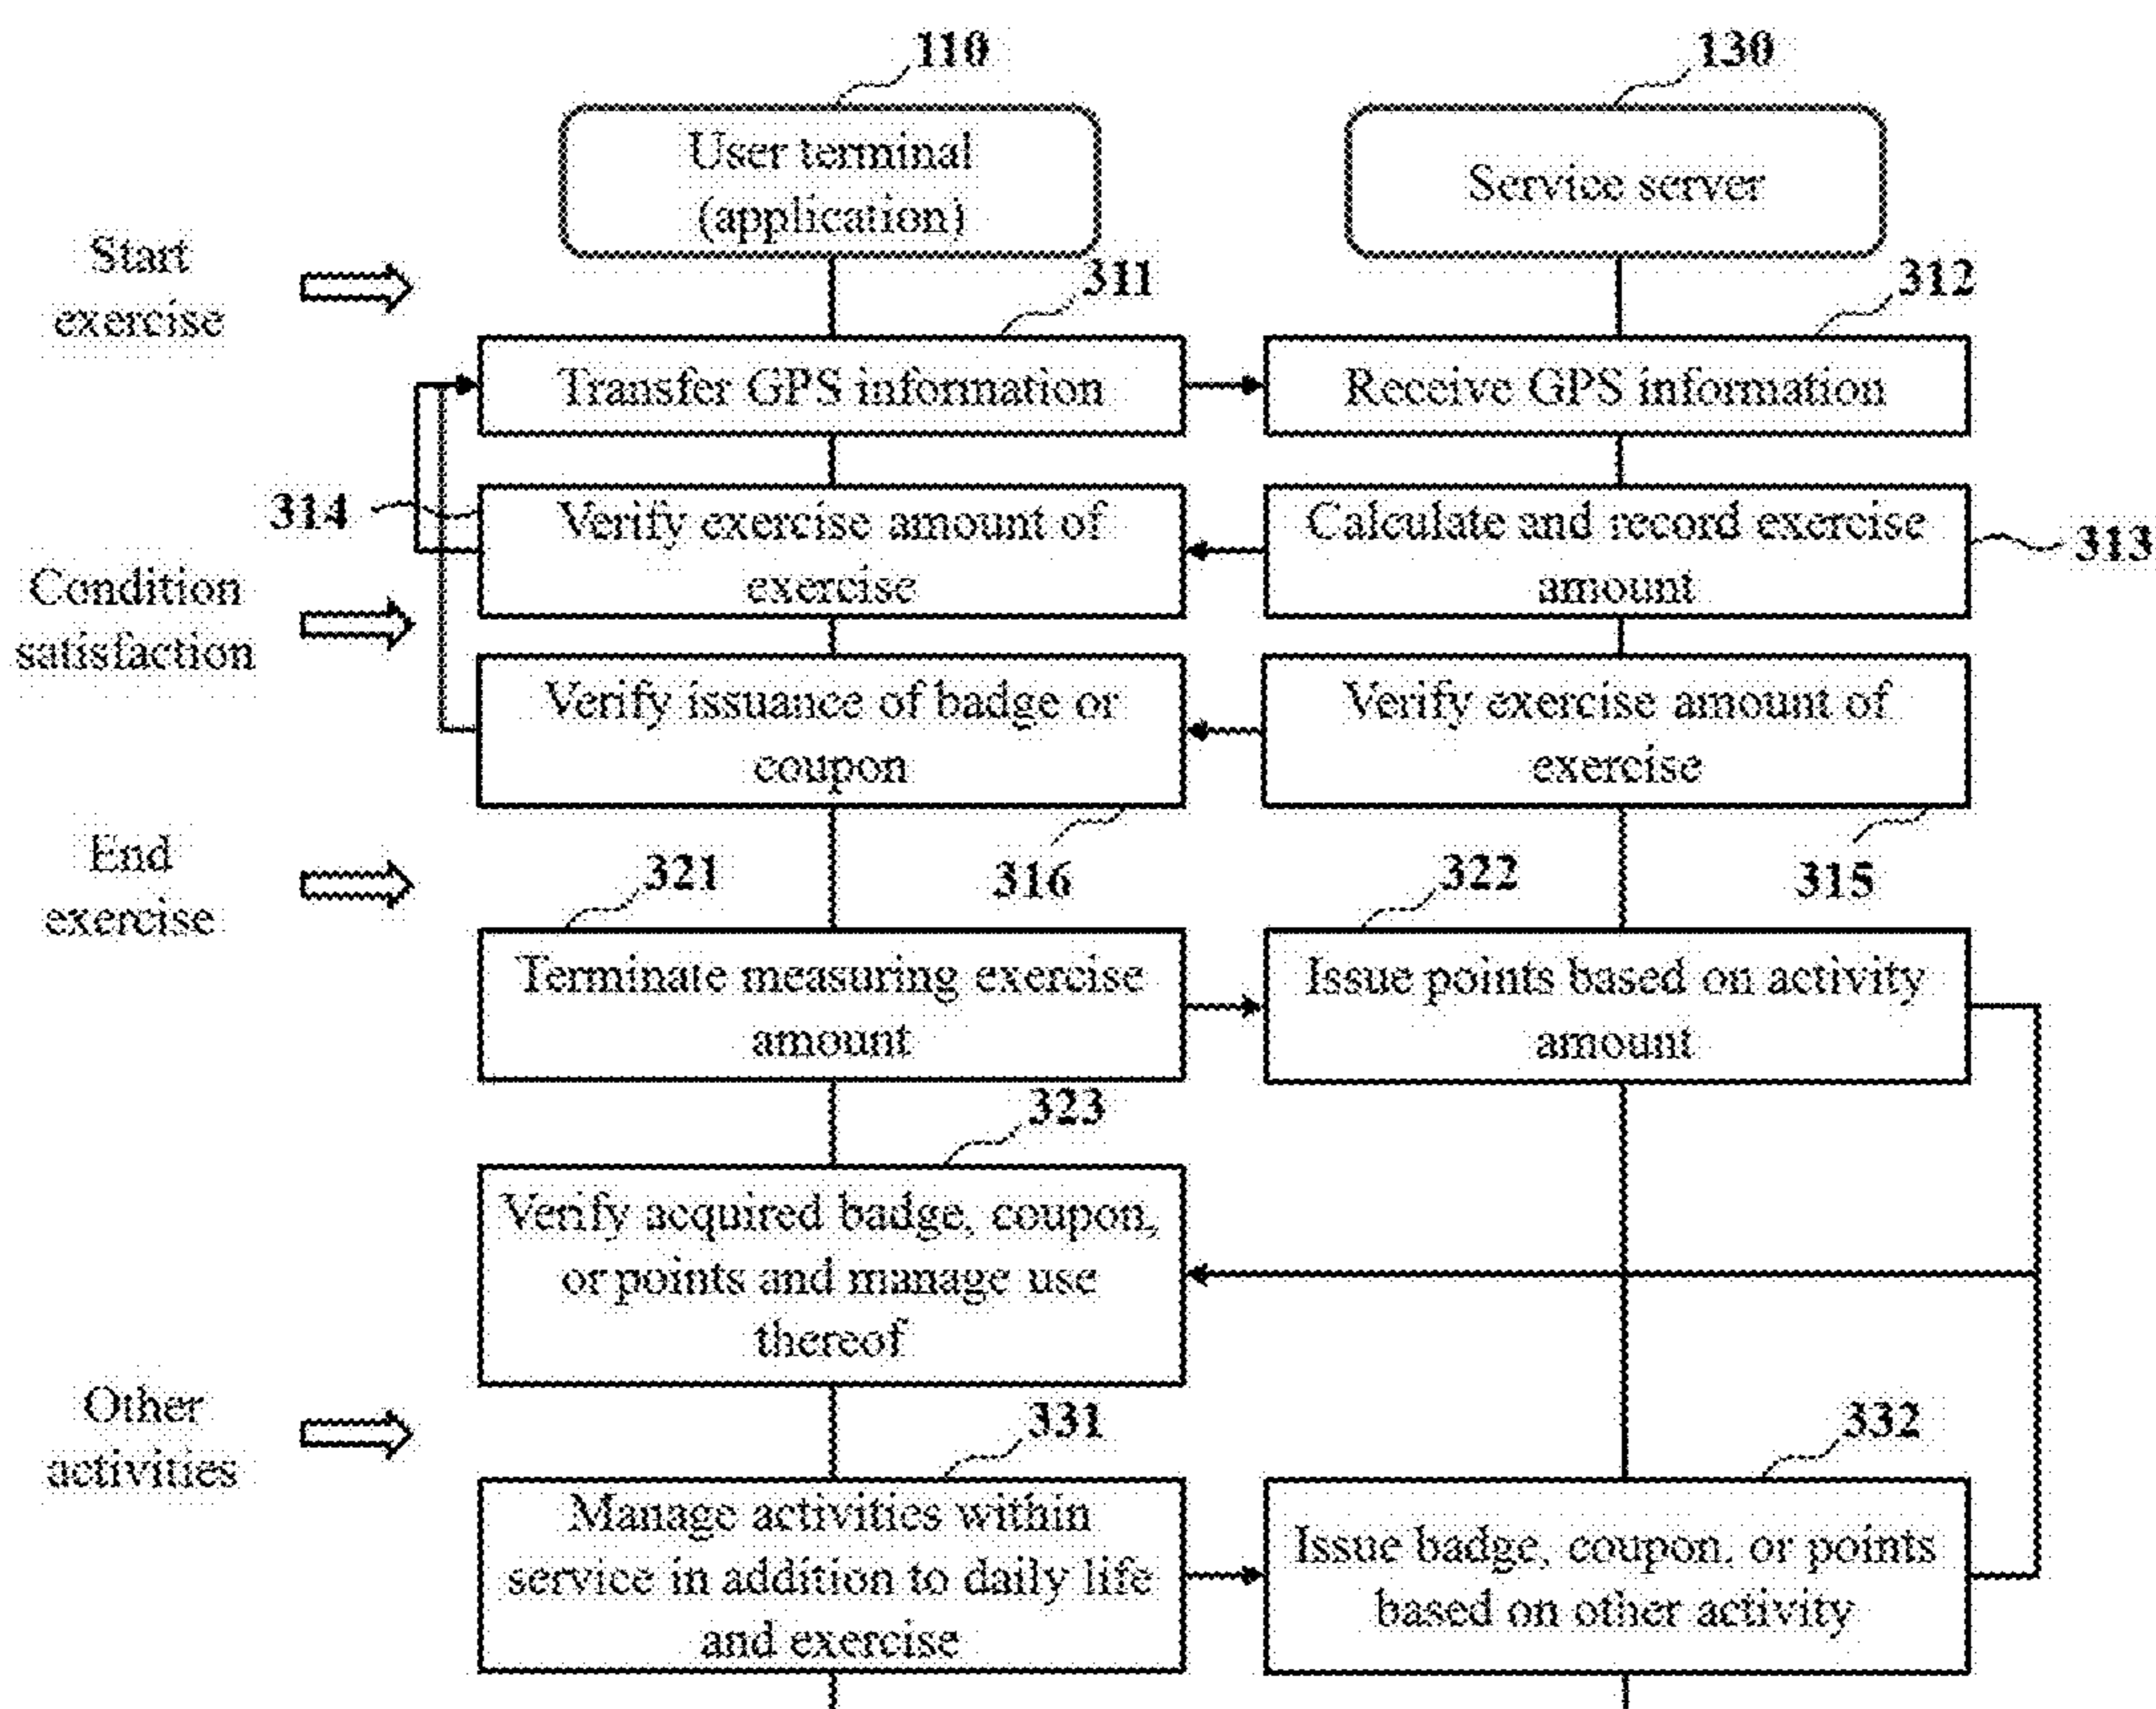 110
130
User terminal
(application)
Service server
Start
exercise
311
312
Transfer GPS information
Receive GPS information
314
Verify exercise amount of
exercise
Calculate and record exercise
amount
313
Condition
satisfaction
Verify issuance of badge or
coupon
Verify exercise amount of
exercise
End
exercise
316
315
321
322
Terminate measuring exercise
amount
Issue points based on activity
amount
323
Verify acquired badge, coupon,
or points and manage use
thereof
Other
activities
331
332
Manage activities within
service in addition to daily life
and exercise
Issue badge, coupon, or points
based on other activity